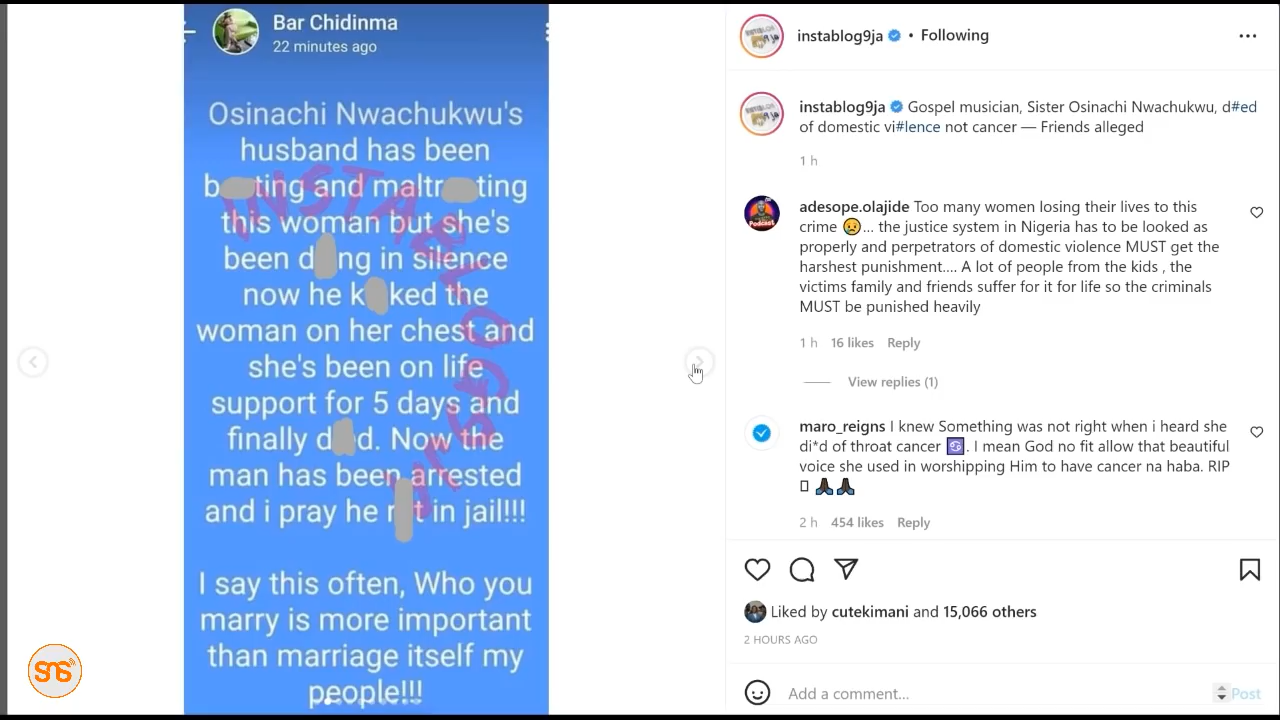 Bar Chidinma
22 minutes ago
Osinachi Nwachukwu's
husband has been
b ting and maltr ting
this woman but she's
been d ng in silence
now he k ked the
woman on her chest and
she's been on life
support for 5 days and
finally d d. Now the
man has been arrested
and i pray he r t in jail!!!
I say this often, Who you
marry is more important
than marriage itself my
people!!!
INSTABLOG9JA
SNS
instablog9ja • Following
instablog9ja Gospel musician, Sister Osinachi Nwachukwu, d#ed
of domestic vi#lence not cancer — Friends alleged
1 h
adesope.olajide Too many women losing their lives to this
crime 😥... the justice system in Nigeria has to be looked as
properly and perpetrators of domestic violence MUST get the
harshest punishment.... A lot of people from the kids , the
victims family and friends suffer for it for life so the criminals
MUST be punished heavily
1 h 16 likes Reply
View replies (1)
maro_reigns I knew Something was not right when i heard she
di*d of throat cancer ♋. I mean God no fit allow that beautiful
voice she used in worshipping Him to have cancer na haba. RIP
🙏🏿🙏🏿
2 h 454 likes Reply
Liked by cutekimani and 15,066 others
2 HOURS AGO
Add a comment... Post